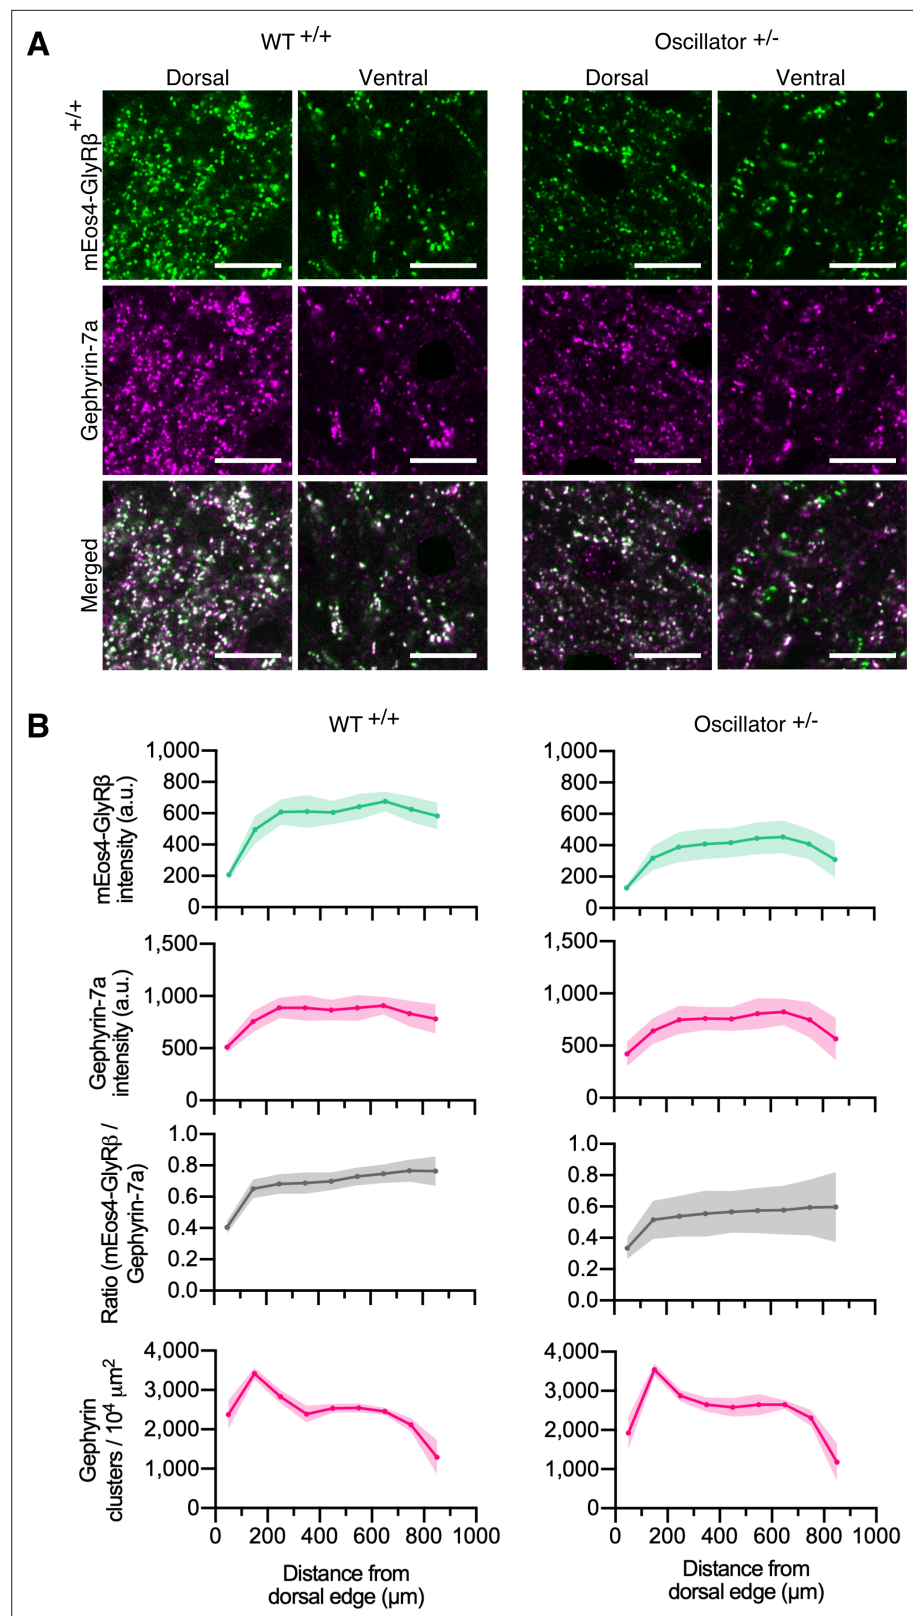 A
WT +/+
Oscillator +/-
Dorsal
Ventral
Dorsal
Ventral
mEos4-GlyRβ+/+
Gephyrin-7a
Merged
B
WT +/+
Oscillator +/-
mEos4-GlyRβ
intensity (a.u.)
1,000
800
600
400
200
0
1,000
800
600
400
200
0
Gephyrin-7a
intensity (a.u.)
1,500
1,000
500
0
1,500
1,000
500
0
Ratio (mEos4-GlyRβ /
Gephyrin-7a)
1.0
0.8
0.6
0.4
0.2
0.0
1.0
0.8
0.6
0.4
0.2
0.0
Gephyrin
clusters / 10⁴ µm²
4,000
3,000
2,000
1,000
0
4,000
3,000
2,000
1,000
0
0 200 400 600 800 1000
0 200 400 600 800 1000
Distance from
dorsal edge (µm)
Distance from
dorsal edge (µm)